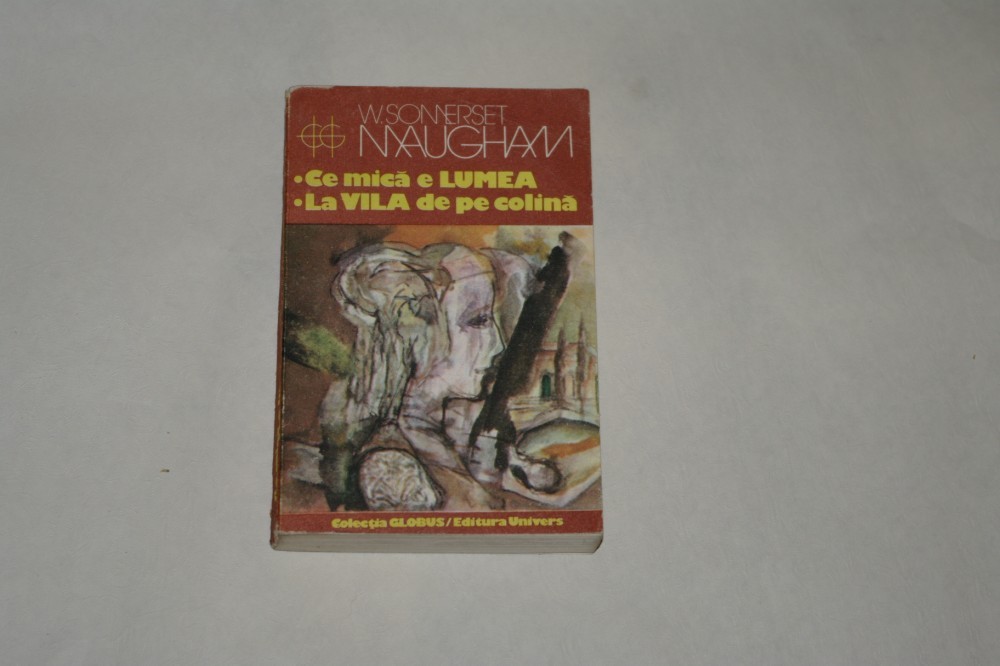 W. SOMERSET
MAUGHAM
• Ce mică e LUMEA
• La VILA de pe colină
Colecția GLOBUS / Editura Univers